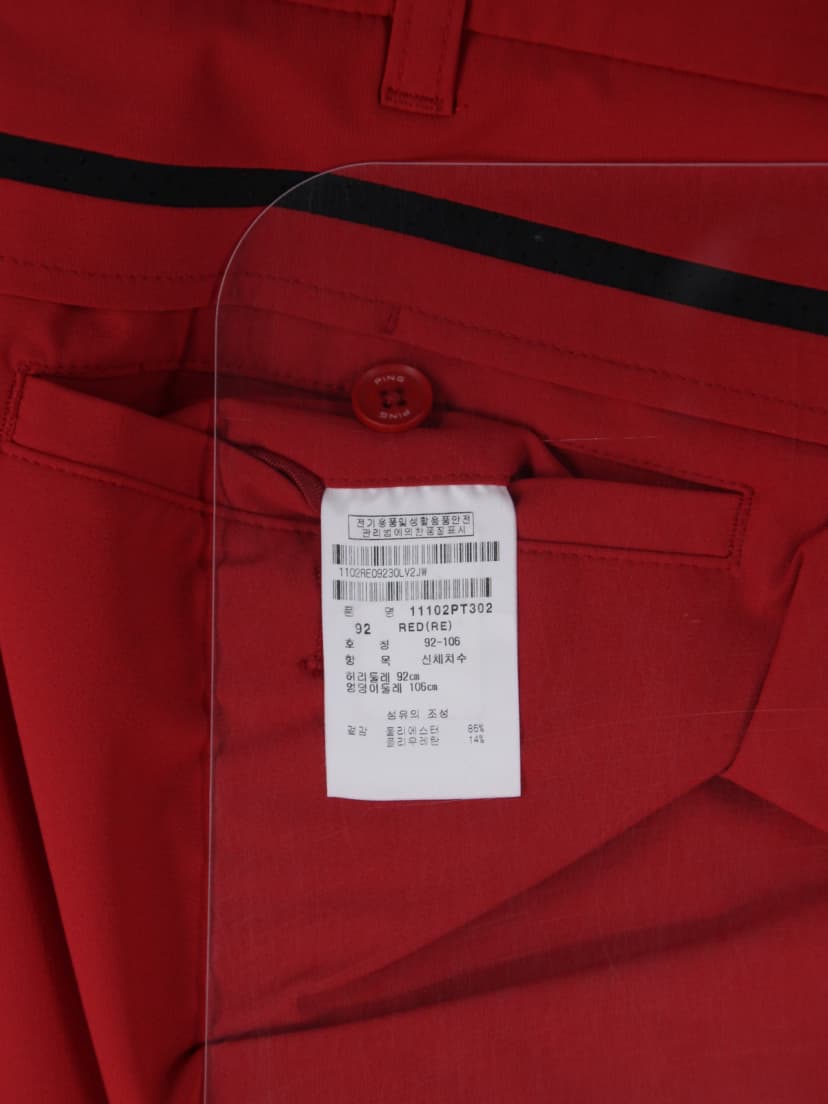 PING
PING
전기용품및생활용품안전
관리법에의한품질표시
1102RE09230LV2JW
품 명 11102PT302
92 RED(RE)
호 칭 92-106
항 목 신체치수
허리둘레 92cm
엉덩이둘레 106cm
섬유의 조성
겉감 폴리에스터 86%
폴리우레탄 14%